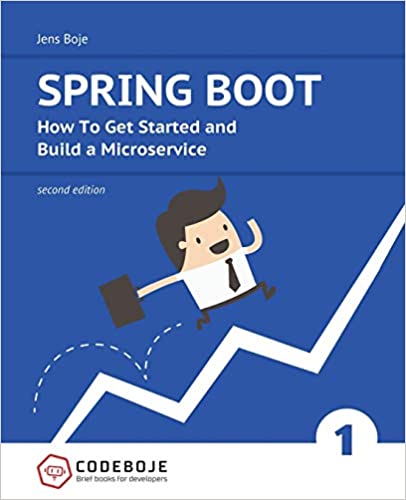 Jens Boje
SPRING BOOT
How To Get Started and
Build a Microservice
second edition
1
CODEBOJE
Brief books for developers